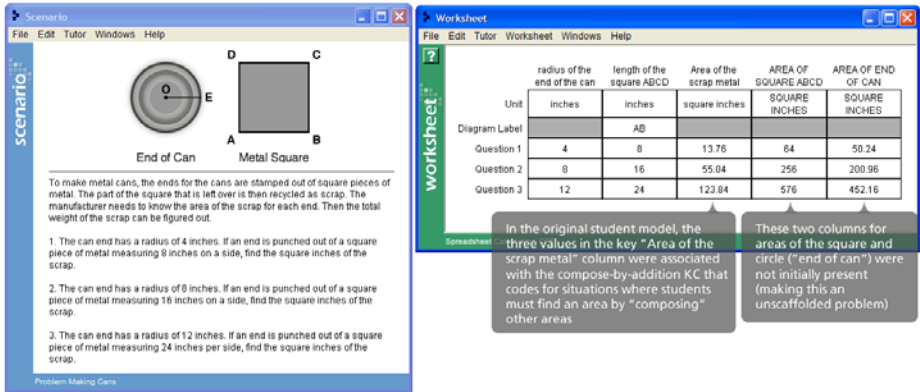 Scenario
File Edit Tutor Windows Help
scenario
D C
O E
A B
End of Can Metal Square
To make metal cans, the ends for the cans are stamped out of square pieces of
metal. The part of the square that is left over is then recycled as scrap. The
manufacturer needs to know the area of the scrap for each end. Then the total
weight of the scrap can be figured out.
1. The can end has a radius of 4 inches. If an end is punched out of a square
piece of metal measuring 8 inches on a side, find the square inches of the
scrap.
2. The can end has a radius of 8 inches. If an end is punched out of a square
piece of metal measuring 16 inches on a side, find the square inches of the
scrap.
3. The can end has a radius of 12 inches. If an end is punched out of a square
piece of metal measuring 24 inches per side, find the square inches of the
scrap.
Problem Making Cans
Worksheet
File Edit Tutor Worksheet Windows Help
?
worksheet
radius of the length of the Area of the AREA OF AREA OF END
end of the can square ABCD scrap metal SQUARE ABCD OF CAN
Unit inches inches square inches SQUARE INCHES SQUARE INCHES
Diagram Label AB
Question 1 4 8 13.76 64 50.24
Question 2 8 16 55.04 256 200.96
Question 3 12 24 123.84 576 452.16
Spreadsheet
In the original student model, the
three values in the key “Area of the
scrap metal” column were associated
with the compose-by-addition KC that
codes for situations where students
must find an area by “composing”
other areas
These two columns for
areas of the square and
circle (“end of can”) were
not initially present
(making this an
unscaffolded problem)